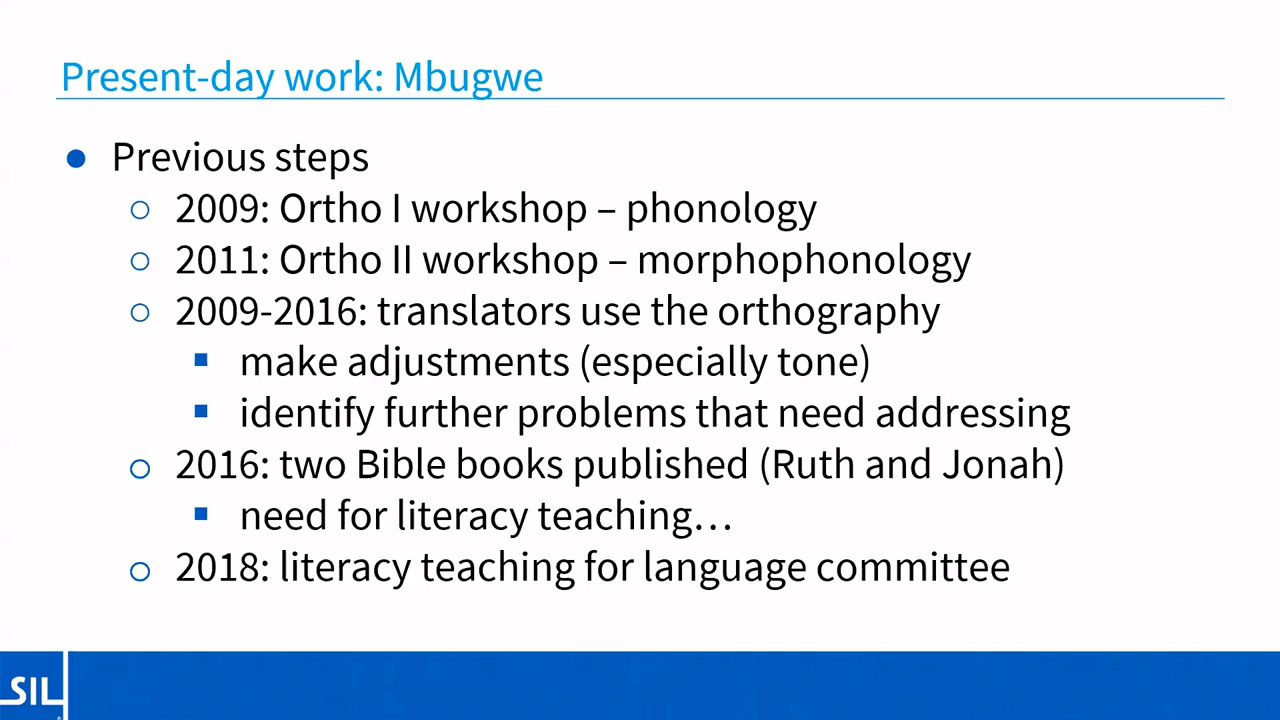 Present-day work: Mbugwe
● Previous steps
○ 2009: Ortho I workshop – phonology
○ 2011: Ortho II workshop – morphophonology
○ 2009-2016: translators use the orthography
▪ make adjustments (especially tone)
▪ identify further problems that need addressing
○ 2016: two Bible books published (Ruth and Jonah)
▪ need for literacy teaching…
○ 2018: literacy teaching for language committee
SIL